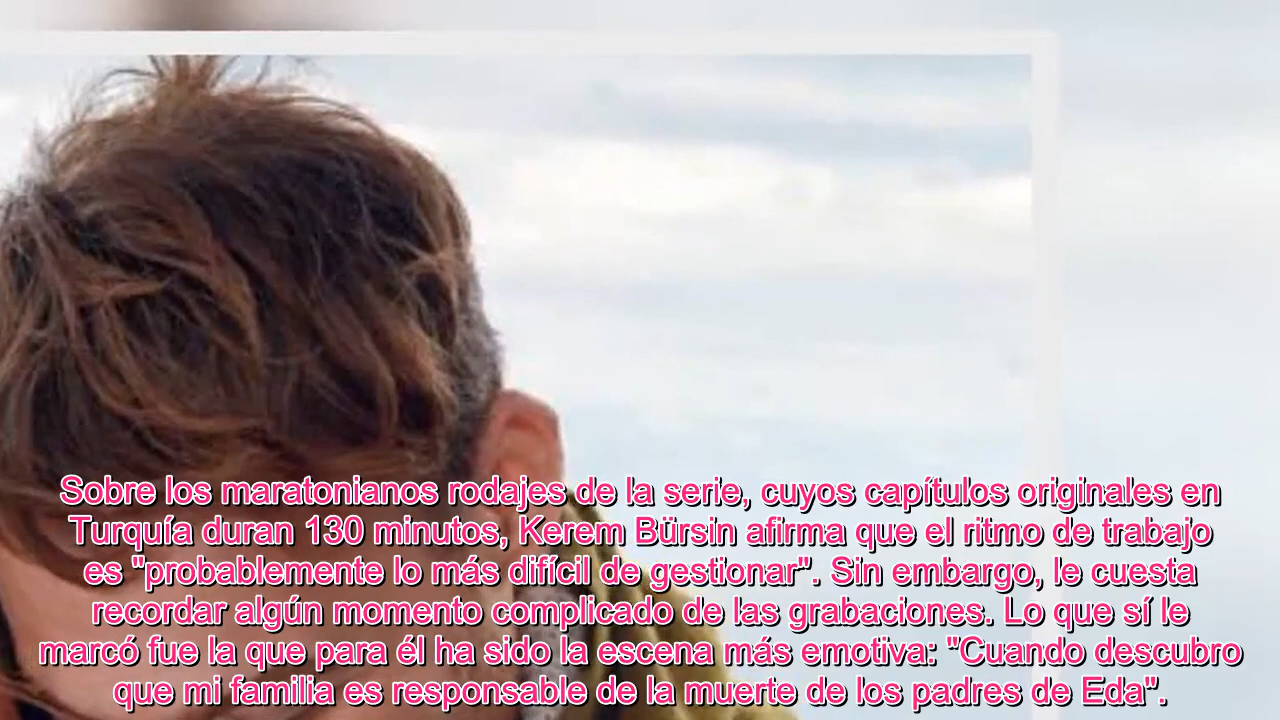 Sobre los maratonianos rodajes de la serie, cuyos capítulos originales en
Turquía duran 130 minutos, Kerem Bürsin afirma que el ritmo de trabajo
es "probablemente lo más difícil de gestionar". Sin embargo, le cuesta
recordar algún momento complicado de las grabaciones. Lo que sí le
marcó fue la que para él ha sido la escena más emotiva: "Cuando descubro
que mi familia es responsable de la muerte de los padres de Eda".